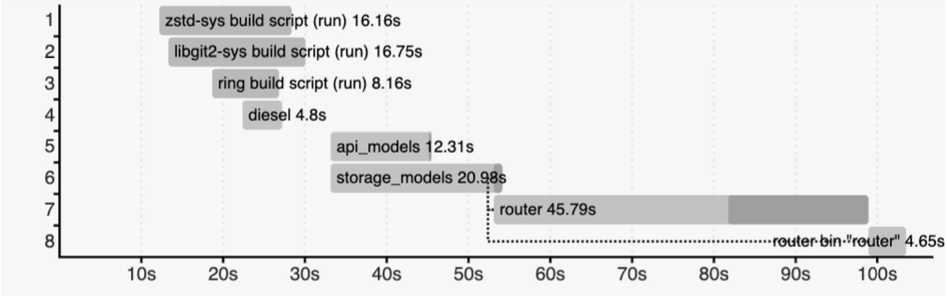 1 zstd-sys build script (run) 16.16s
2 libgit2-sys build script (run) 16.75s
3 ring build script (run) 8.16s
4 diesel 4.8s
5 api_models 12.31s
6 storage_models 20.98s
7 router 45.79s
8 router bin "router" 4.65s
10s 20s 30s 40s 50s 60s 70s 80s 90s 100s